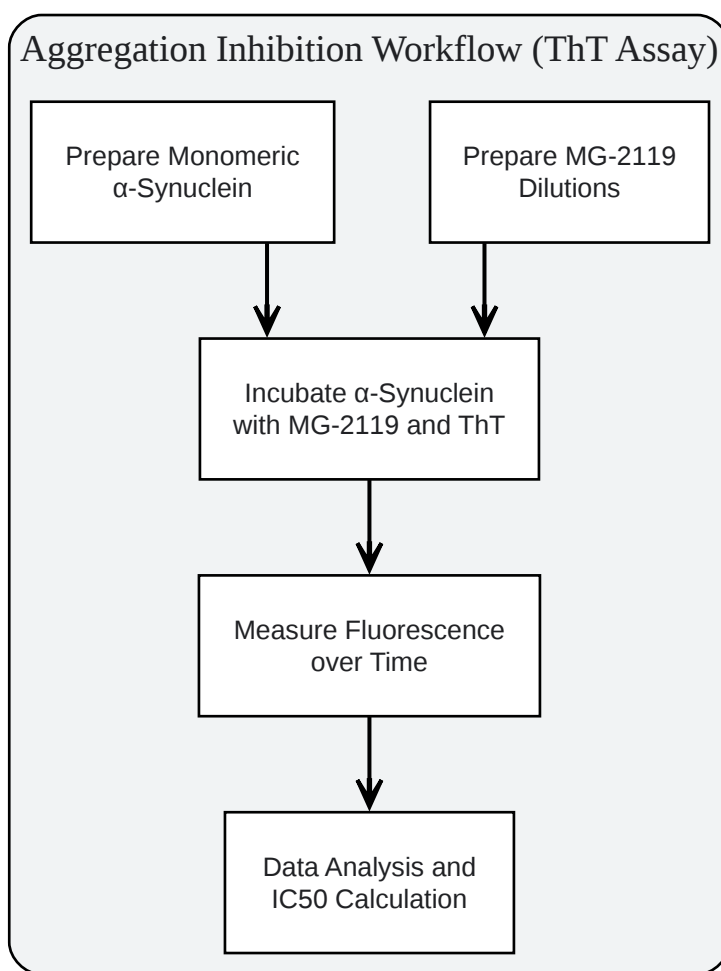 Aggregation Inhibition Workflow (ThT Assay)
Prepare Monomeric
α-Synuclein
Prepare MG-2119
Dilutions
Incubate α-Synuclein
with MG-2119 and ThT
Measure Fluorescence
over Time
Data Analysis and
IC50 Calculation